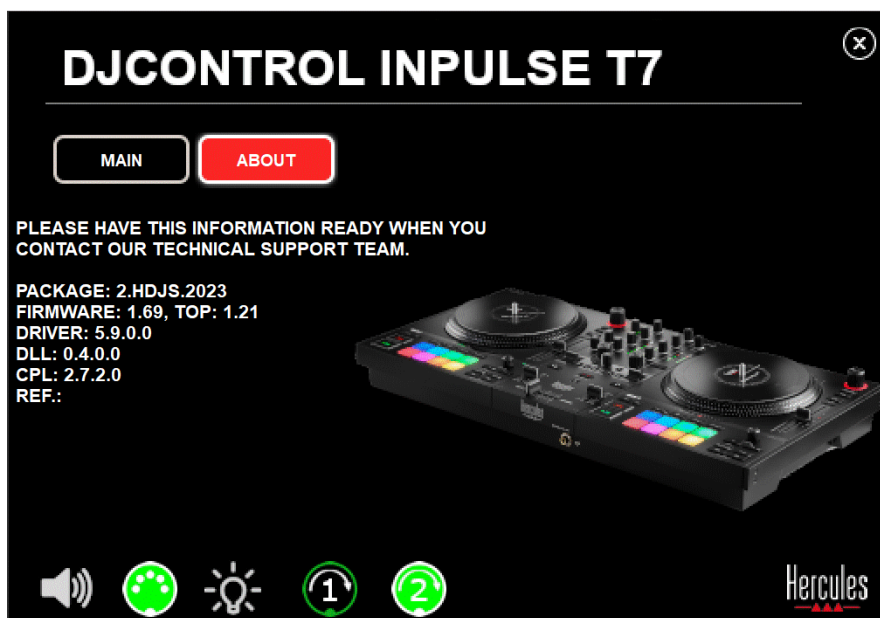 DJCONTROL INPULSE T7
MAIN
ABOUT
PLEASE HAVE THIS INFORMATION READY WHEN YOU
CONTACT OUR TECHNICAL SUPPORT TEAM.
PACKAGE: 2.HDJS.2023
FIRMWARE: 1.69, TOP: 1.21
DRIVER: 5.9.0.0
DLL: 0.4.0.0
CPL: 2.7.2.0
REF.:
1
2
Hercules